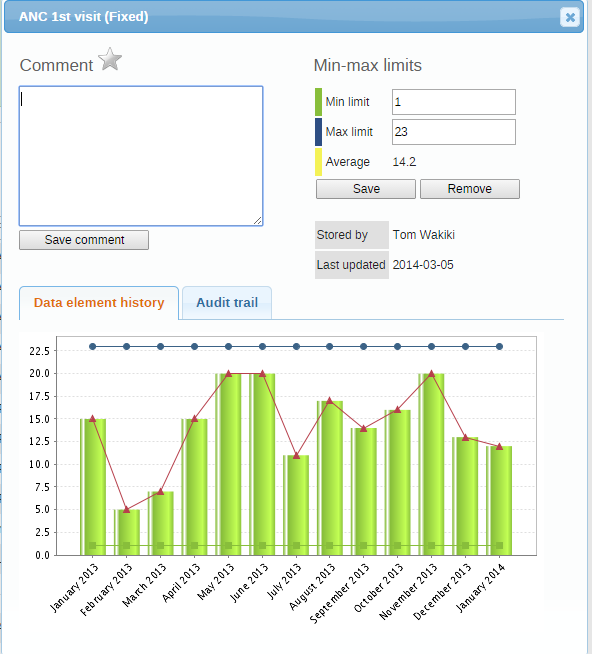 ANC 1st visit (Fixed)
Comment
Min-max limits
Min limit 1
Max limit 23
Average 14.2
Save Remove
Save comment
Stored by Tom Wakiki
Last updated 2014-03-05
Data element history Audit trail
22.5
20.0
17.5
15.0
12.5
10.0
7.5
5.0
2.5
0.0
January 2013
February 2013
March 2013
April 2013
May 2013
June 2013
July 2013
August 2013
September 2013
October 2013
November 2013
December 2013
January 2014